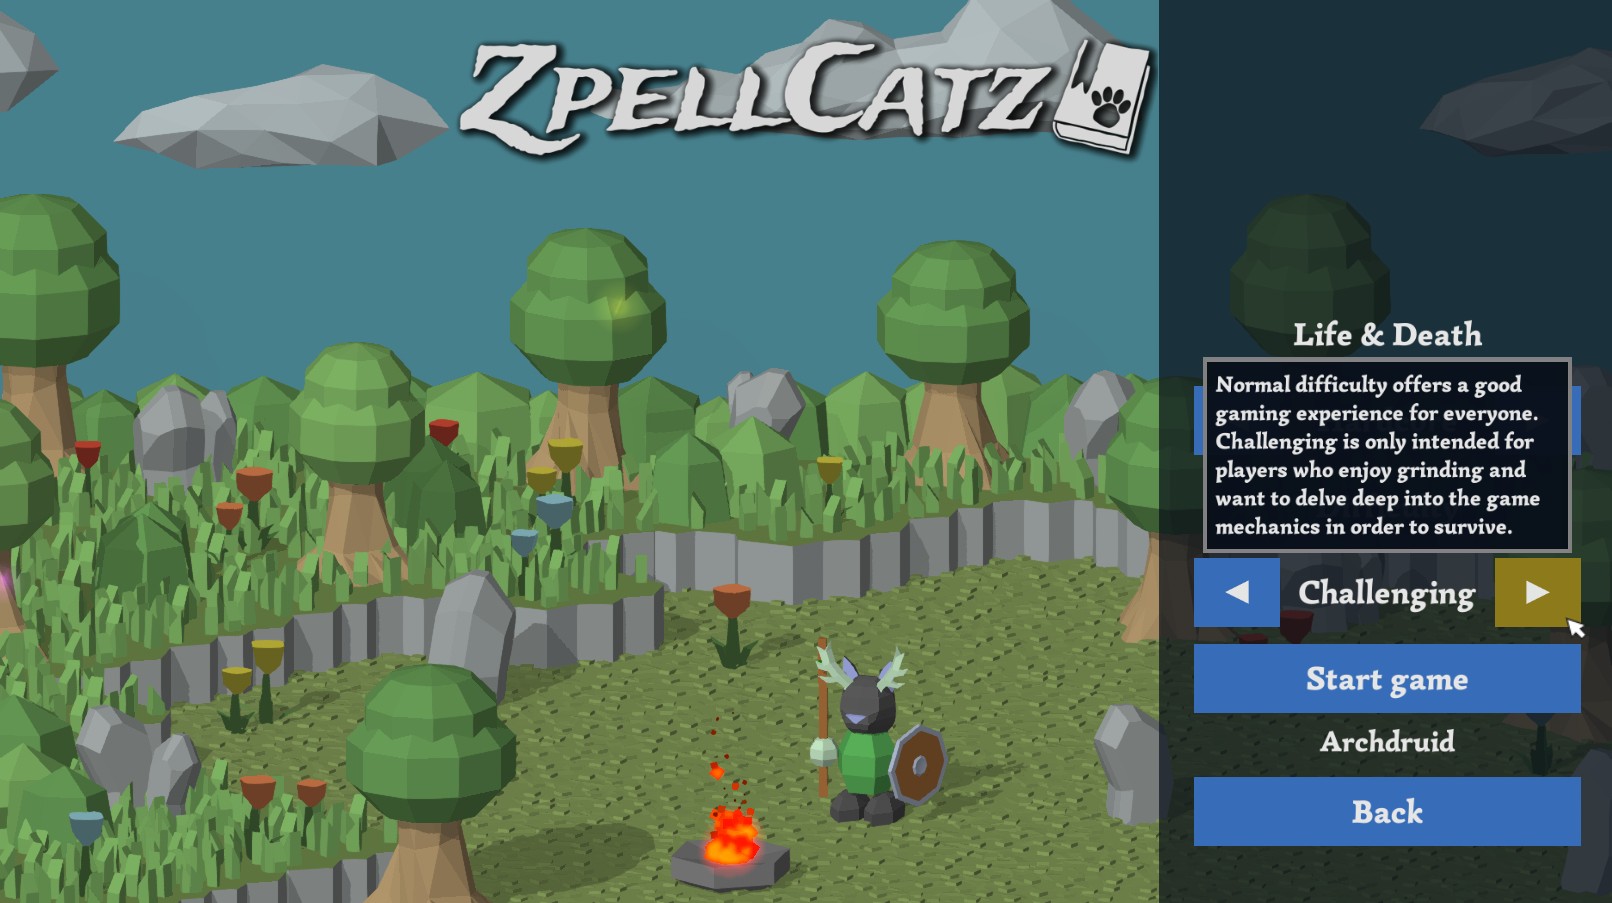 ZpellCatz
Life & Death
Normal difficulty offers a good
gaming experience for everyone.
Challenging is only intended for
players who enjoy grinding and
want to delve deep into the game
mechanics in order to survive.
Challenging
Start game
Archdruid
Back